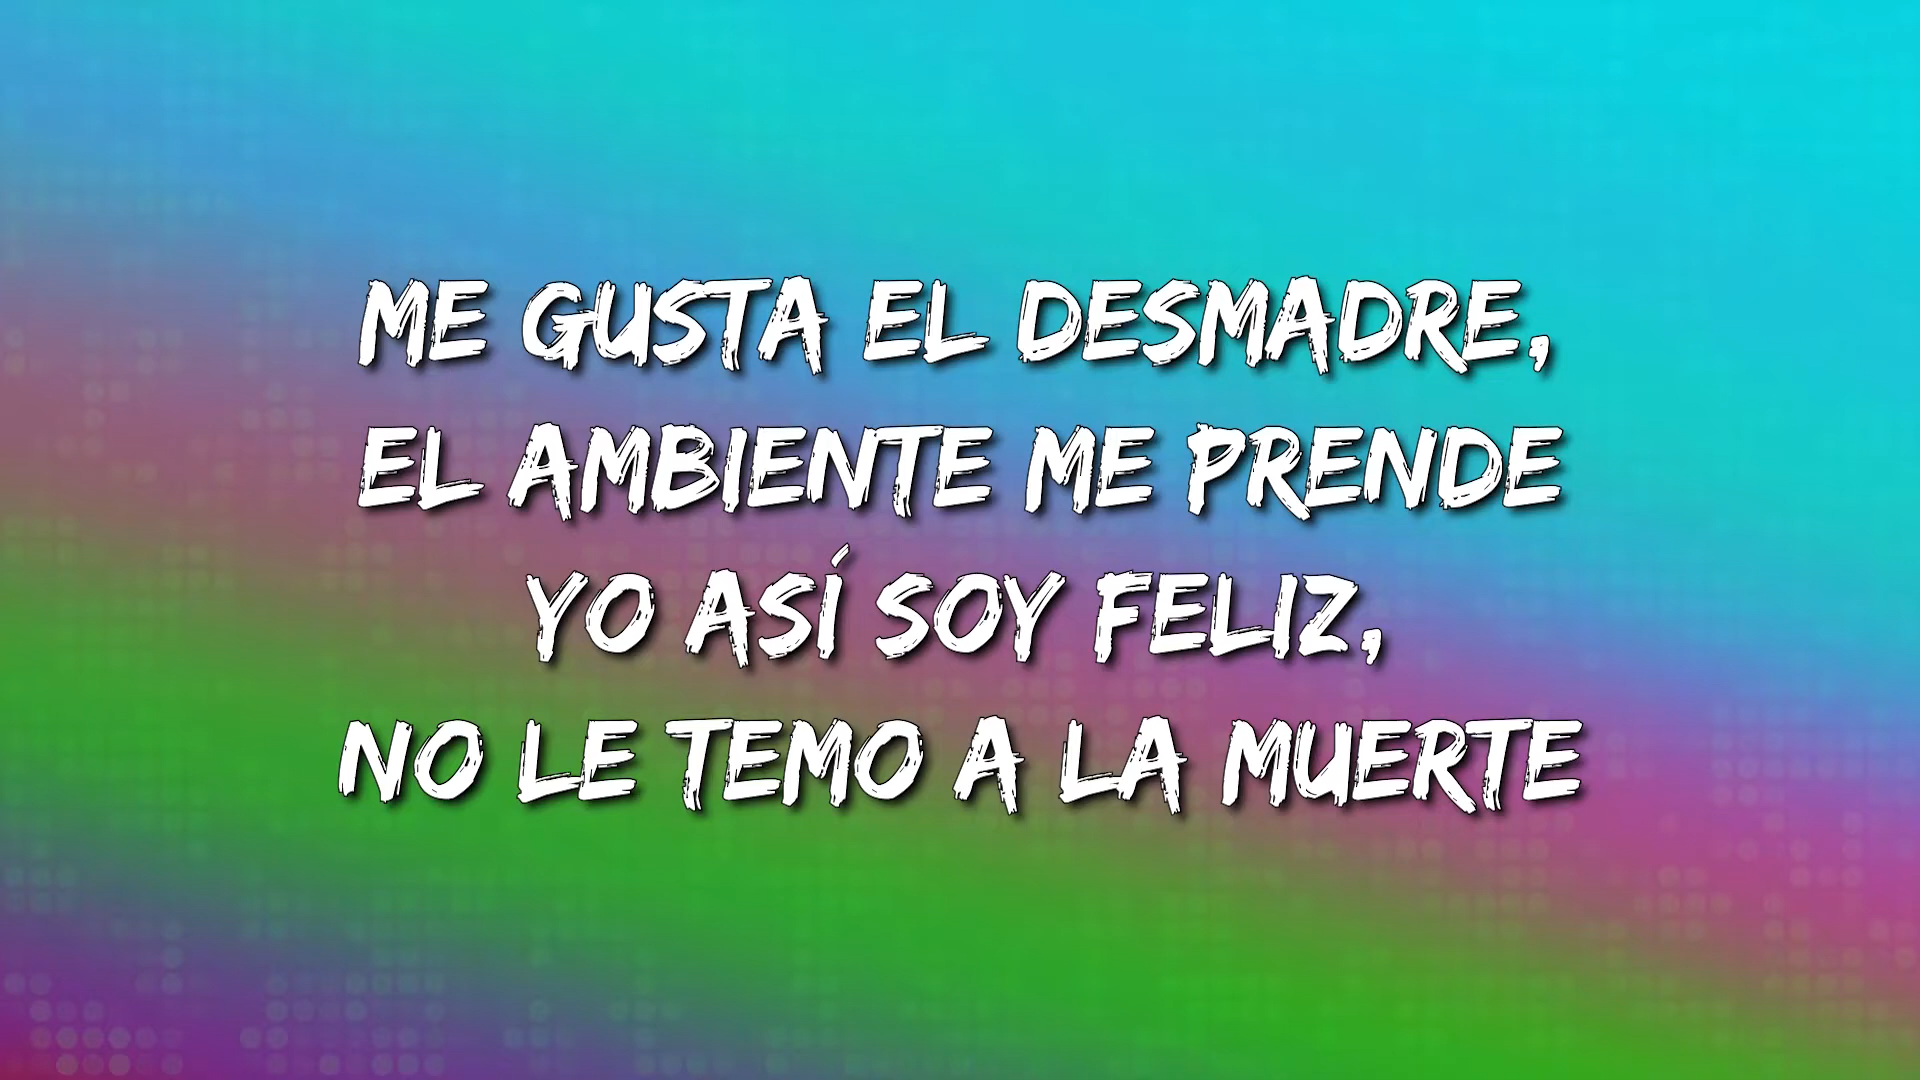 ME GUSTA EL DESMADRE,
EL AMBIENTE ME PRENDE
YO ASÍ SOY FELIZ,
NO LE TEMO A LA MUERTE